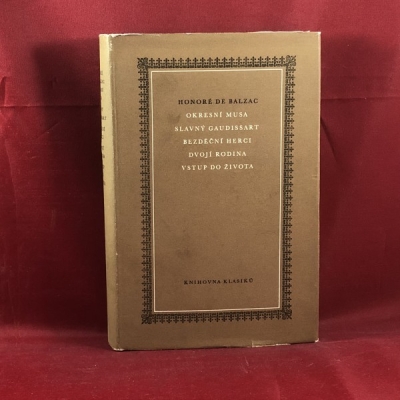 HONORÉ DE BALZAC
OKRESNÍ MUSA
SLAVNÝ GAUDISSART
BEZDĚČNÍ HERCI
DVOJÍ RODINA
VSTUP DO ŽIVOTA
KNIHOVNA KLASIKŮ